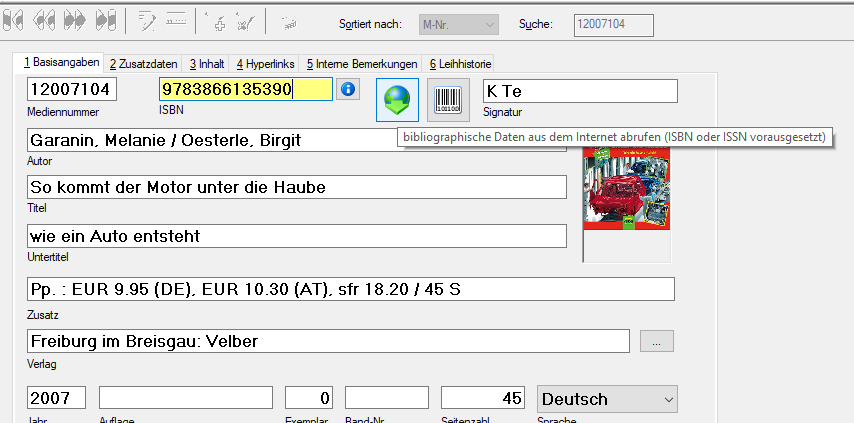 Sortiert nach: M-Nr. Suche: 12007104
1 Basisangaben 2 Zusatzdaten 3 Inhalt 4 Hyperlinks 5 Interne Bemerkungen 6 Leihhistorie
12007104 9783866135390 K Te
Mediennummer ISBN Signatur
bibliographische Daten aus dem Internet abrufen (ISBN oder ISSN vorausgesetzt)
Garanin, Melanie / Oesterle, Birgit
Autor
So kommt der Motor unter die Haube
Titel
wie ein Auto entsteht
Untertitel
Pp. : EUR 9.95 (DE), EUR 10.30 (AT), sfr 18.20 / 45 S
Zusatz
Freiburg im Breisgau: Velber ...
Verlag
2007 0 45 Deutsch
Jahr Auflage Exemplar Band-Nr. Seitenzahl Sprache